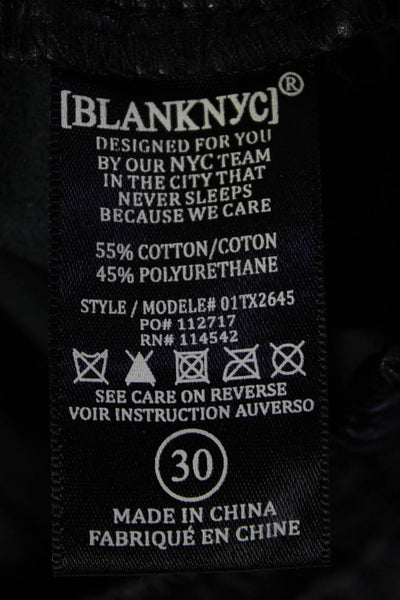 [BLANKNYC]®
DESIGNED FOR YOU
BY OUR NYC TEAM
IN THE CITY THAT
NEVER SLEEPS
BECAUSE WE CARE
55% COTTON/COTON
45% POLYURETHANE
STYLE / MODELE# 01TX2645
PO# 112717
RN# 114542
SEE CARE ON REVERSE
VOIR INSTRUCTION AUVERSO
30
MADE IN CHINA
FABRIQUÉ EN CHINE